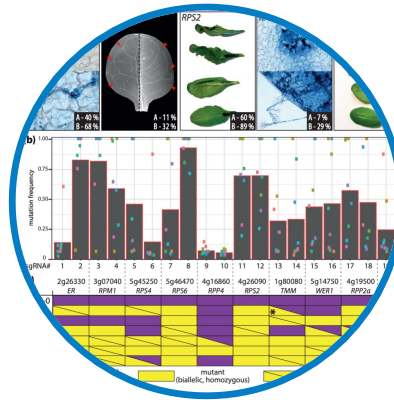 RPS2
A - 40 %
B - 68 %
A - 11 %
B - 32 %
A - 60 %
B - 89 %
A - 7 %
B - 29 %
(b)
1.00
0.75
0.50
0.25
0
mutation frequency
gRNA# 1 2 3 4 5 6 7 8 9 10 11 12 13 14 15 16 17 18
2g26330 3g07040 5g45250 5g46470 4g16860 4g26090 1g80080 5g14750 4g19500
ER RPM1 RPS4 RPS6 RPP4 RPS2 TMM WER1 RPP2a
-0
*
mutant
(biallelic, homozygous)